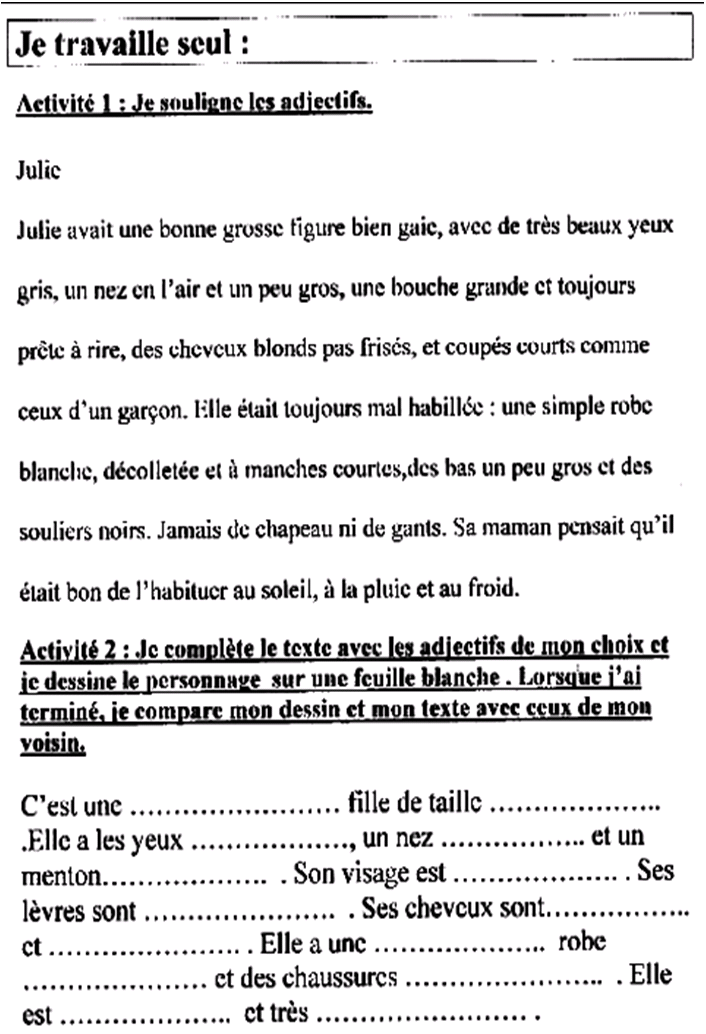 Je travaille seul :
Activité 1 : Je souligne les adjectifs.
Julie
Julie avait une bonne grosse figure bien gaie, avec de très beaux yeux
gris, un nez en l’air et un peu gros, une bouche grande et toujours
prête à rire, des cheveux blonds pas frisés, et coupés courts comme
ceux d’un garçon. Elle était toujours mal habillée : une simple robe
blanche, décolletée et à manches courtes,des bas un peu gros et des
souliers noirs. Jamais de chapeau ni de gants. Sa maman pensait qu’il
était bon de l’habituer au soleil, à la pluie et au froid.
Activité 2 : Je complète le texte avec les adjectifs de mon choix et
je dessine le personnage sur une feuille blanche . Lorsque j’ai
terminé, je compare mon dessin et mon texte avec ceux de mon
voisin.
C’est une ........................ fille de taille ....................
.Elle a les yeux .................., un nez ................. et un
menton................... . Son visage est ................... . Ses
lèvres sont ...................... . Ses cheveux sont.................
et ...................... . Elle a une .................... robe
..................... et des chaussures ....................... . Elle
est .................... et très ........................ .